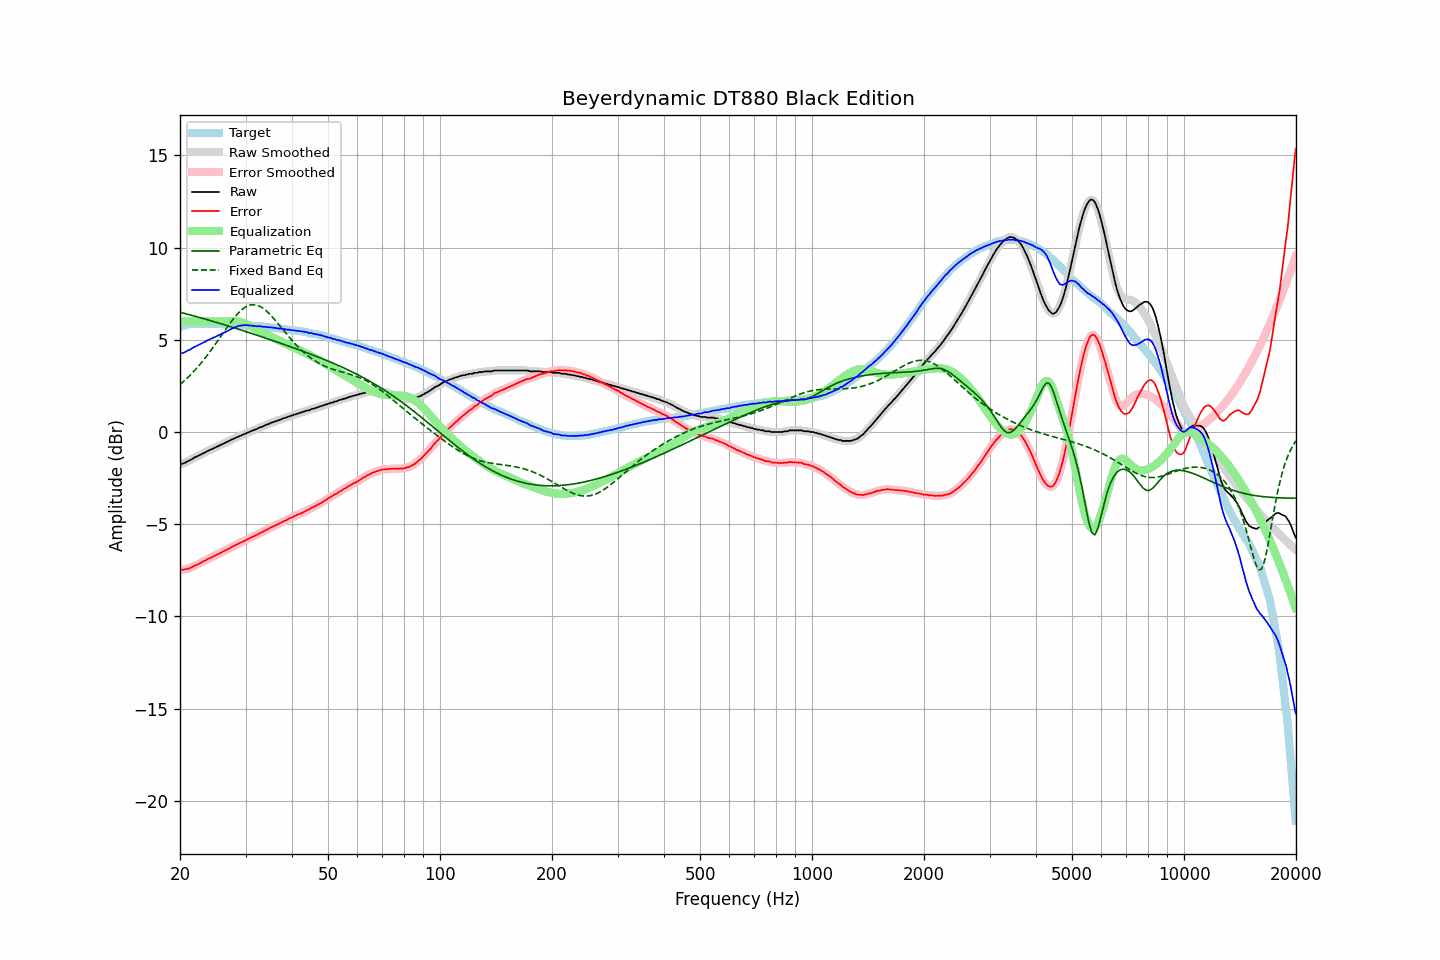 Beyerdynamic DT880 Black Edition
Target
Raw Smoothed
Error Smoothed
Raw
Error
Equalization
Parametric Eq
Fixed Band Eq
Equalized
15
10
5
0
−5
−10
−15
−20
Amplitude (dBr)
20
50
100
200
500
1000
2000
5000
10000
20000
Frequency (Hz)